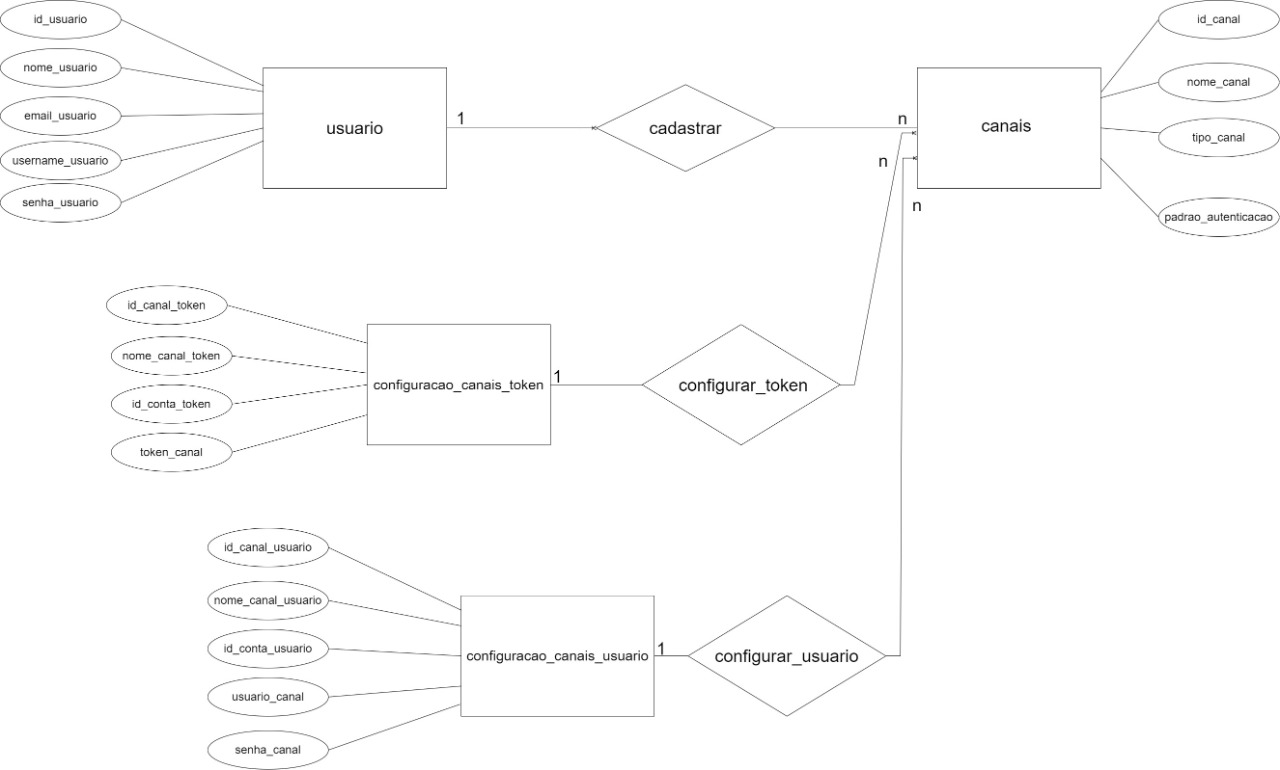 id_usuario
nome_usuario
email_usuario
username_usuario
senha_usuario
usuario
1
cadastrar
n
canais
id_canal
nome_canal
tipo_canal
padrao_autenticacao
n
n
id_canal_token
nome_canal_token
id_conta_token
token_canal
configuracao_canais_token
1
configurar_token
id_canal_usuario
nome_canal_usuario
id_conta_usuario
usuario_canal
senha_canal
configuracao_canais_usuario
1
configurar_usuario